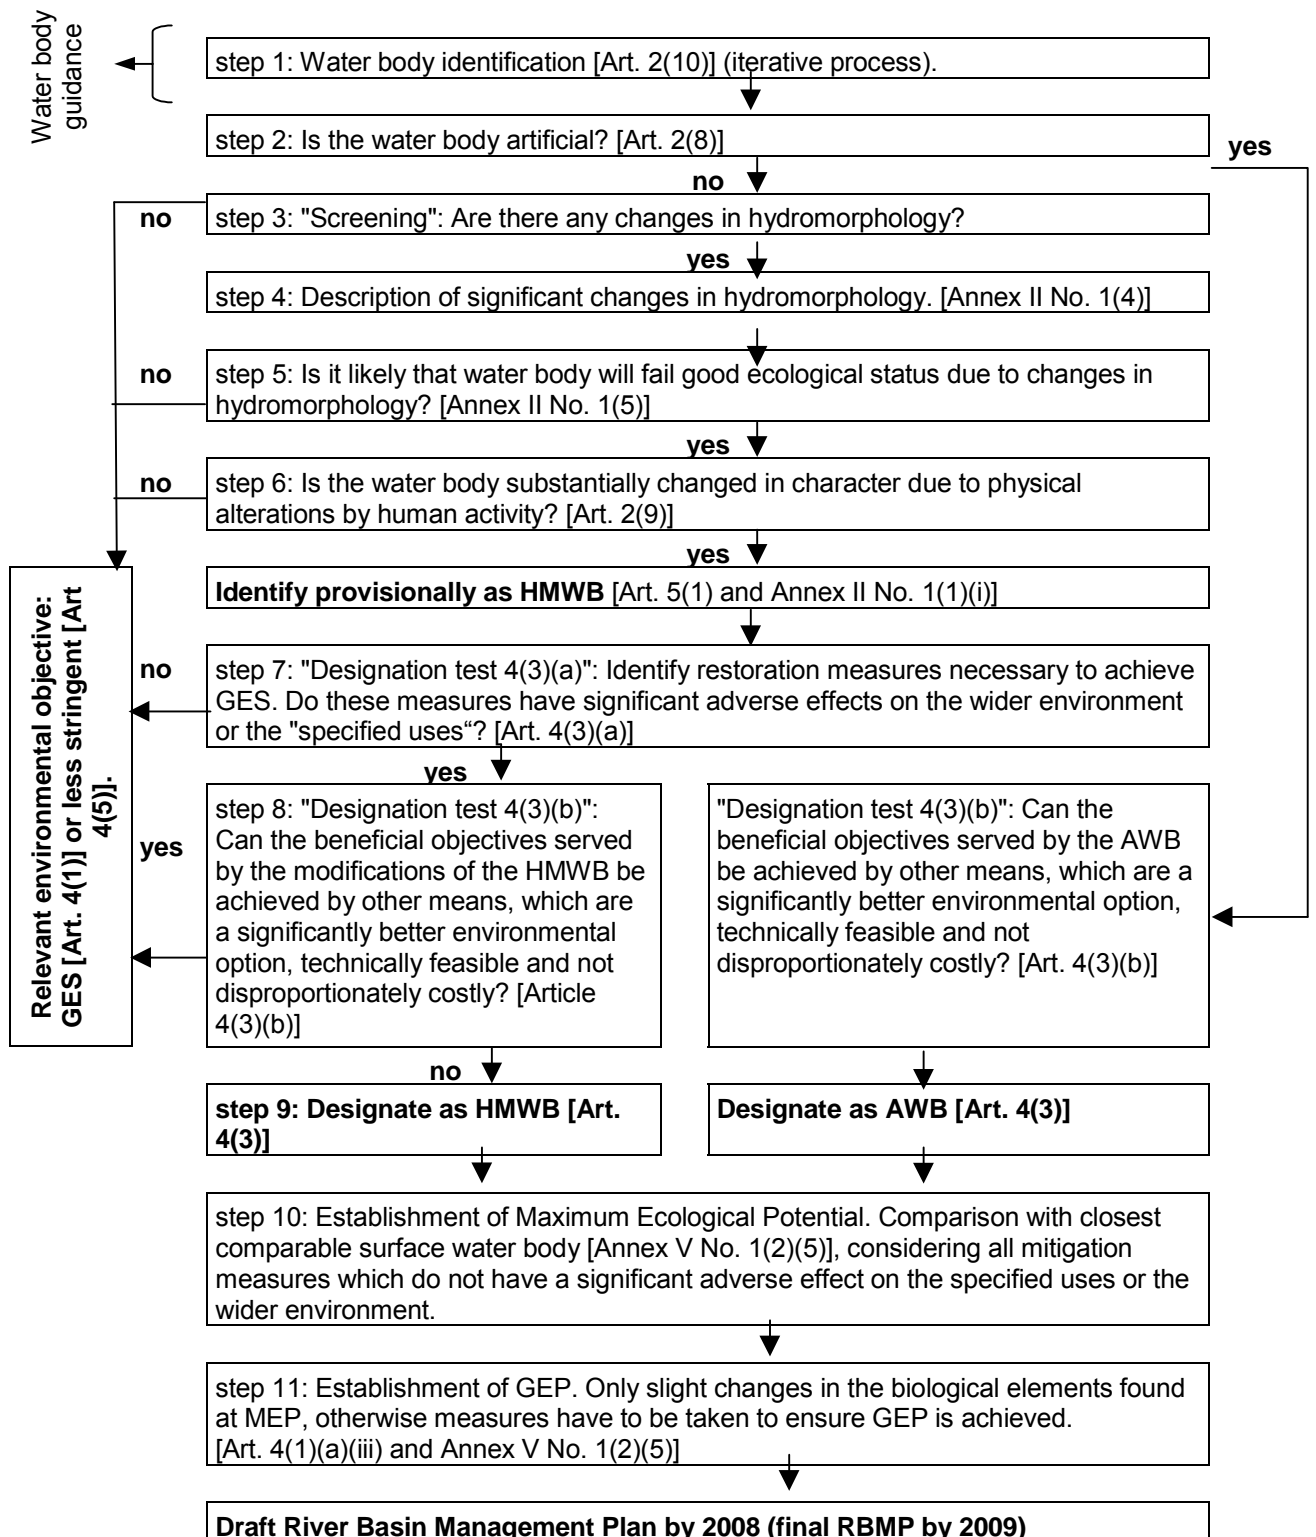 Water body
guidance
step 1: Water body identification [Art. 2(10)] (iterative process).
step 2: Is the water body artificial? [Art. 2(8)]
yes
no
no
step 3: "Screening": Are there any changes in hydromorphology?
yes
step 4: Description of significant changes in hydromorphology. [Annex II No. 1(4)]
no
step 5: Is it likely that water body will fail good ecological status due to changes in
hydromorphology? [Annex II No. 1(5)]
yes
no
step 6: Is the water body substantially changed in character due to physical
alterations by human activity? [Art. 2(9)]
yes
Identify provisionally as HMWB [Art. 5(1) and Annex II No. 1(1)(i)]
Relevant environmental objective:
GES [Art. 4(1)] or less stringent [Art
4(5)].
no
step 7: "Designation test 4(3)(a)": Identify restoration measures necessary to achieve
GES. Do these measures have significant adverse effects on the wider environment
or the "specified uses“? [Art. 4(3)(a)]
yes
yes
step 8: "Designation test 4(3)(b)":
Can the beneficial objectives served
by the modifications of the HMWB be
achieved by other means, which are
a significantly better environmental
option, technically feasible and not
disproportionately costly? [Article
4(3)(b)]
"Designation test 4(3)(b)": Can the
beneficial objectives served by the AWB
be achieved by other means, which are a
significantly better environmental option,
technically feasible and not
disproportionately costly? [Art. 4(3)(b)]
no
step 9: Designate as HMWB [Art.
4(3)]
Designate as AWB [Art. 4(3)]
step 10: Establishment of Maximum Ecological Potential. Comparison with closest
comparable surface water body [Annex V No. 1(2)(5)], considering all mitigation
measures which do not have a significant adverse effect on the specified uses or the
wider environment.
step 11: Establishment of GEP. Only slight changes in the biological elements found
at MEP, otherwise measures have to be taken to ensure GEP is achieved.
[Art. 4(1)(a)(iii) and Annex V No. 1(2)(5)]
Draft River Basin Management Plan by 2008 (final RBMP by 2009)